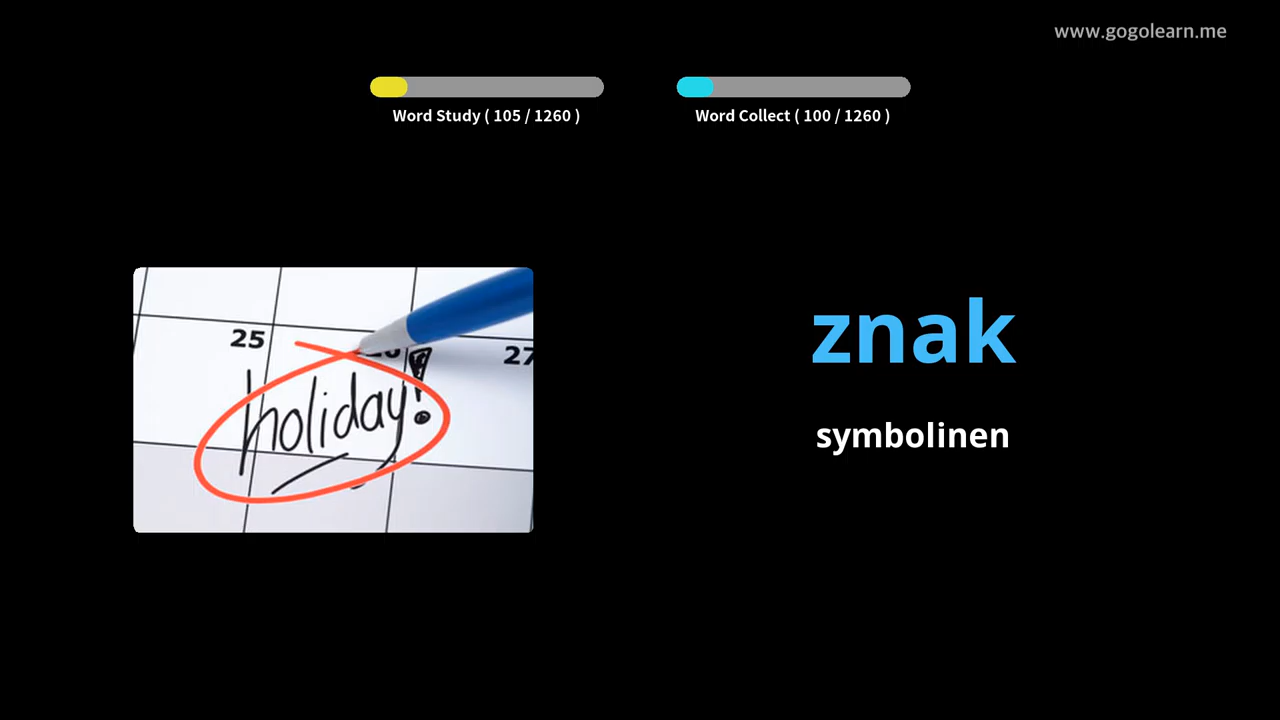 www.gogolearn.me
Word Study ( 105 / 1260 )
Word Collect ( 100 / 1260 )
25
27
holiday!
znak
symbolinen